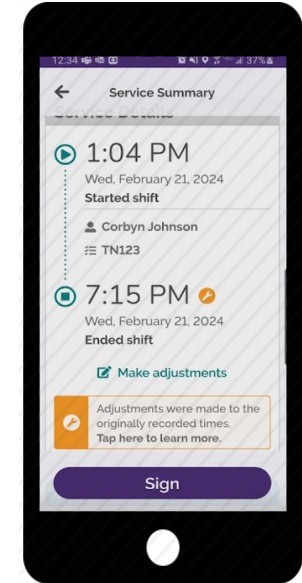 12:34 37%
Service Summary
Service Details
1:04 PM
Wed, February 21, 2024
Started shift
Corbyn Johnson
TN123
7:15 PM
Wed, February 21, 2024
Ended shift
Make adjustments
Adjustments were made to the
originally recorded times.
Tap here to learn more.
Sign